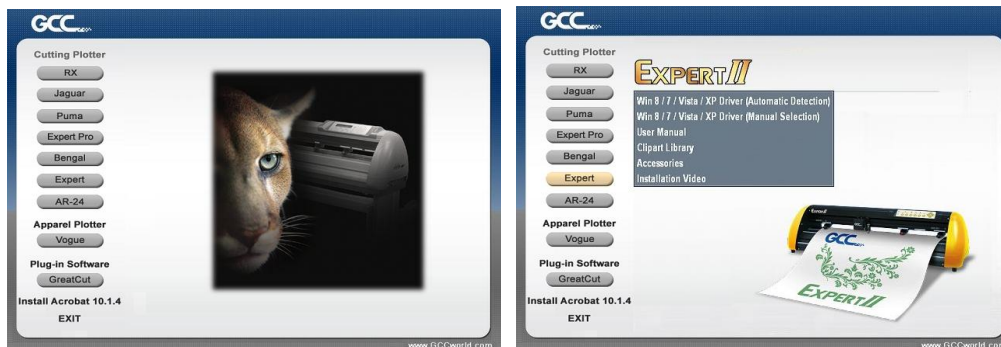 GCC
Cutting Plotter
RX
Jaguar
Puma
Expert Pro
Bengal
Expert
AR-24
Apparel Plotter
Vogue
Plug-in Software
GreatCut
Install Acrobat 10.1.4
EXIT
www.GCCworld.com
GCC
Cutting Plotter
RX
Jaguar
Puma
Expert Pro
Bengal
Expert
AR-24
Apparel Plotter
Vogue
Plug-in Software
GreatCut
Install Acrobat 10.1.4
EXIT
EXPERT II
Win 8 / 7 / Vista / XP Driver (Automatic Detection)
Win 8 / 7 / Vista / XP Driver (Manual Selection)
User Manual
Clipart Library
Accessories
Installation Video
GCC
EXPERT II
www.GCCworld.com